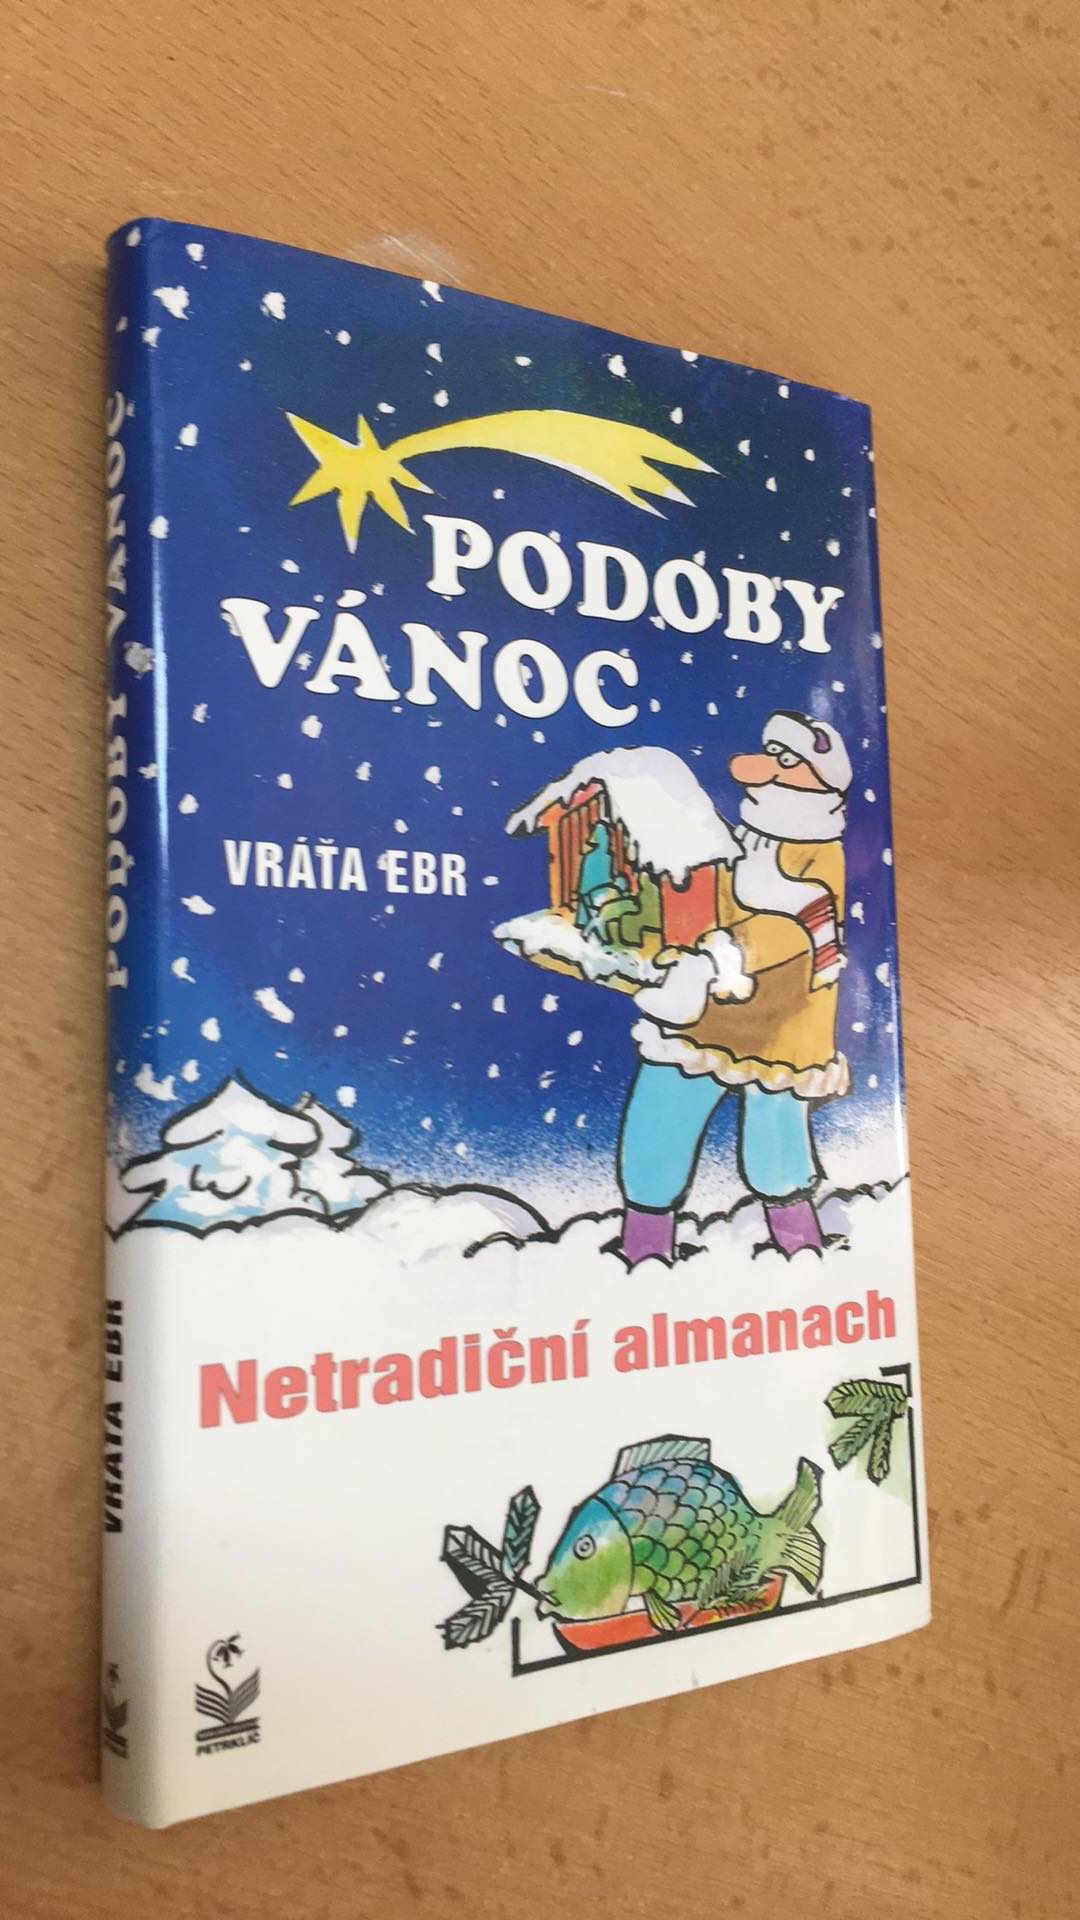 PODOBY
VÁNOC
VRÁŤA EBR
Netradiční almanach
PETRKLÍČ
PODOBY VÁNOC
VRÁŤA EBR